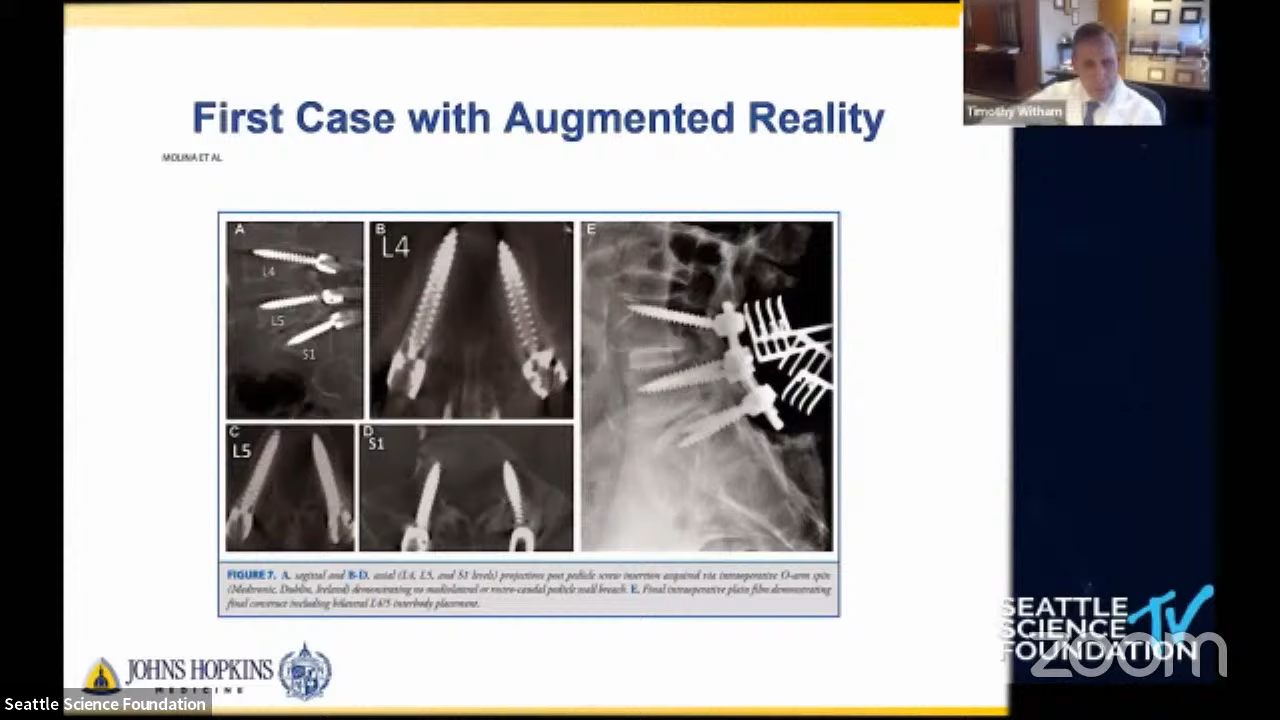 Timothy Witham
First Case with Augmented Reality
MOLINA ET AL
A
L4
L5
S1
B
L4
C
L5
D
S1
E
FIGURE 7. A, sagittal and B-D, axial (L4, L5, and S1 levels) projections post pedicle screw insertion acquired via intraoperative O-arm spin
(Medtronic, Dublin, Ireland) demonstrating no mediolateral or rostro-caudal pedicle wall breach. E, Final intraoperative plain film demonstrating
final construct including bilateral L4/5 interbody placement.
JOHNS HOPKINS
MEDICINE
SEATTLE
SCIENCE
FOUNDATION
TV
zoom
Seattle Science Foundation